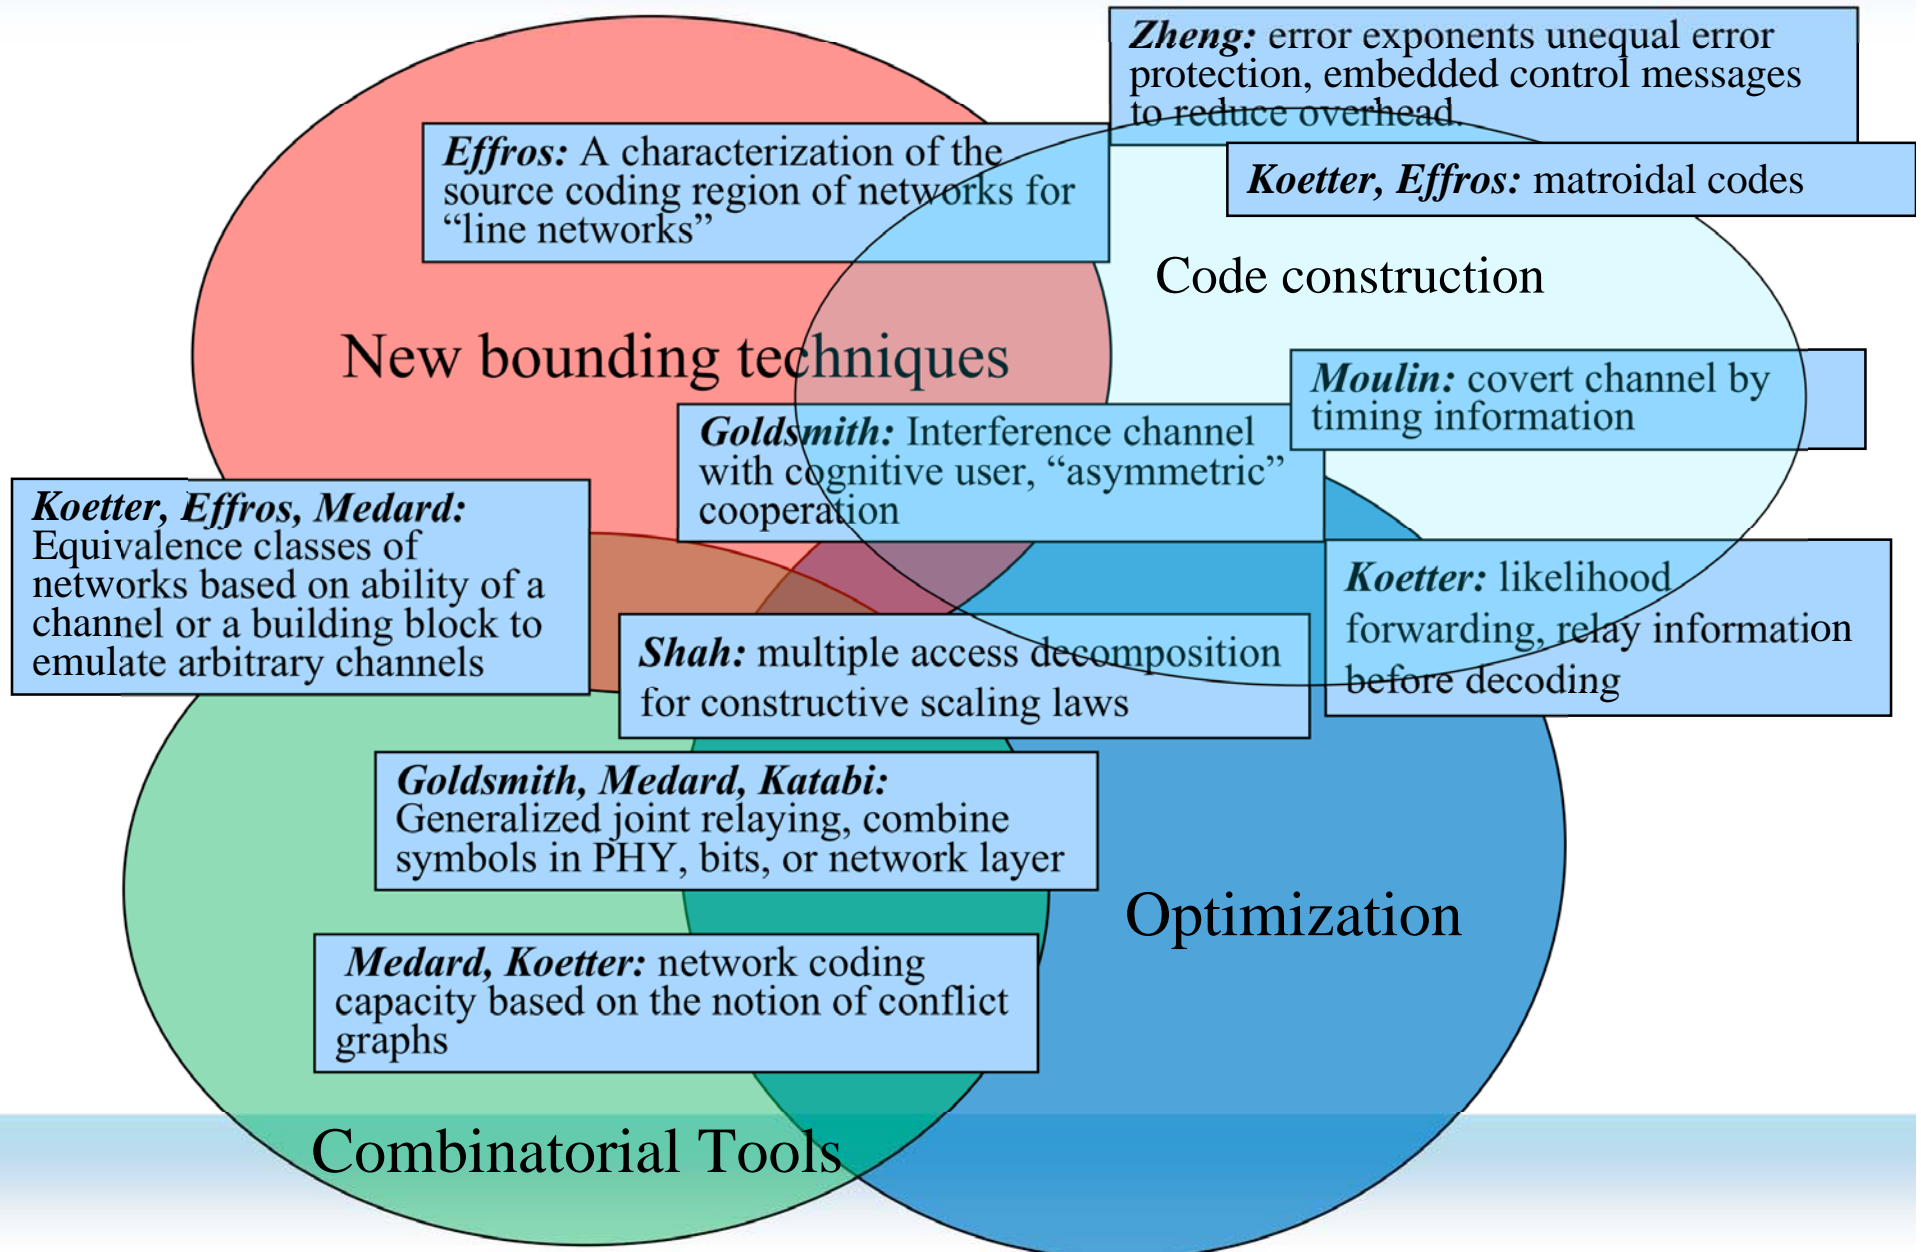 Zheng: error exponents unequal error
protection, embedded control messages
to reduce overhead.
Effros: A characterization of the
source coding region of networks for
“line networks”
Koetter, Effros: matroidal codes
Code construction
New bounding techniques
Moulin: covert channel by
timing information
Goldsmith: Interference channel
with cognitive user, “asymmetric”
cooperation
Koetter, Effros, Medard:
Equivalence classes of
networks based on ability of a
channel or a building block to
emulate arbitrary channels
Koetter: likelihood
forwarding, relay information
before decoding
Shah: multiple access decomposition
for constructive scaling laws
Goldsmith, Medard, Katabi:
Generalized joint relaying, combine
symbols in PHY, bits, or network layer
Optimization
Medard, Koetter: network coding
capacity based on the notion of conflict
graphs
Combinatorial Tools